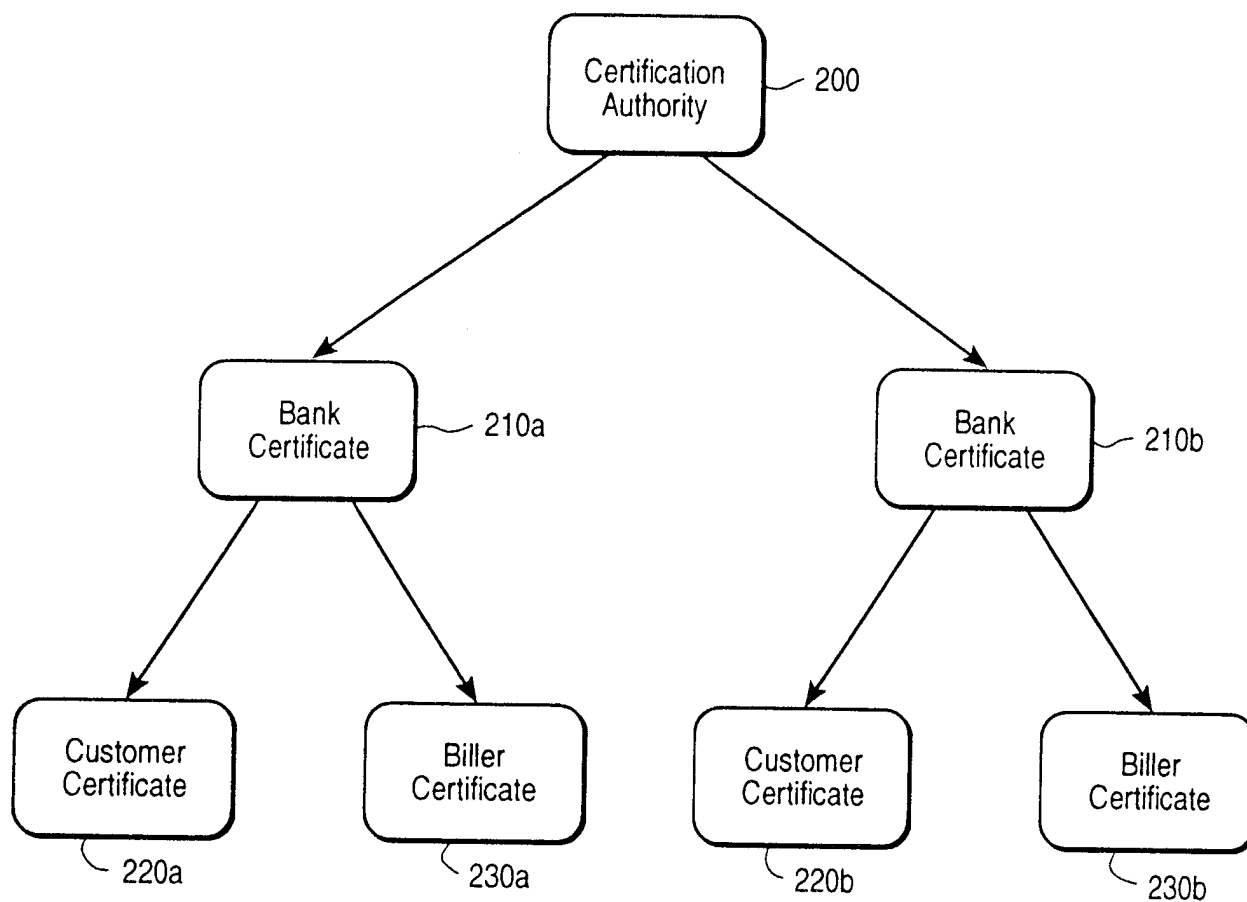 Certification
Authority
200
Bank
Certificate
210a
Bank
Certificate
210b
Customer
Certificate
220a
Biller
Certificate
230a
Customer
Certificate
220b
Biller
Certificate
230b